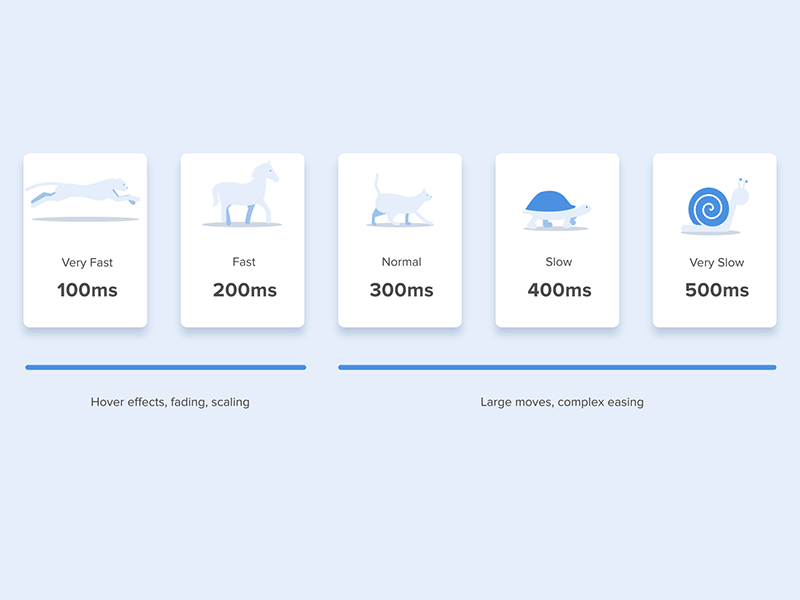 Very Fast
100ms
Fast
200ms
Normal
300ms
Slow
400ms
Very Slow
500ms
Hover effects, fading, scaling
Large moves, complex easing